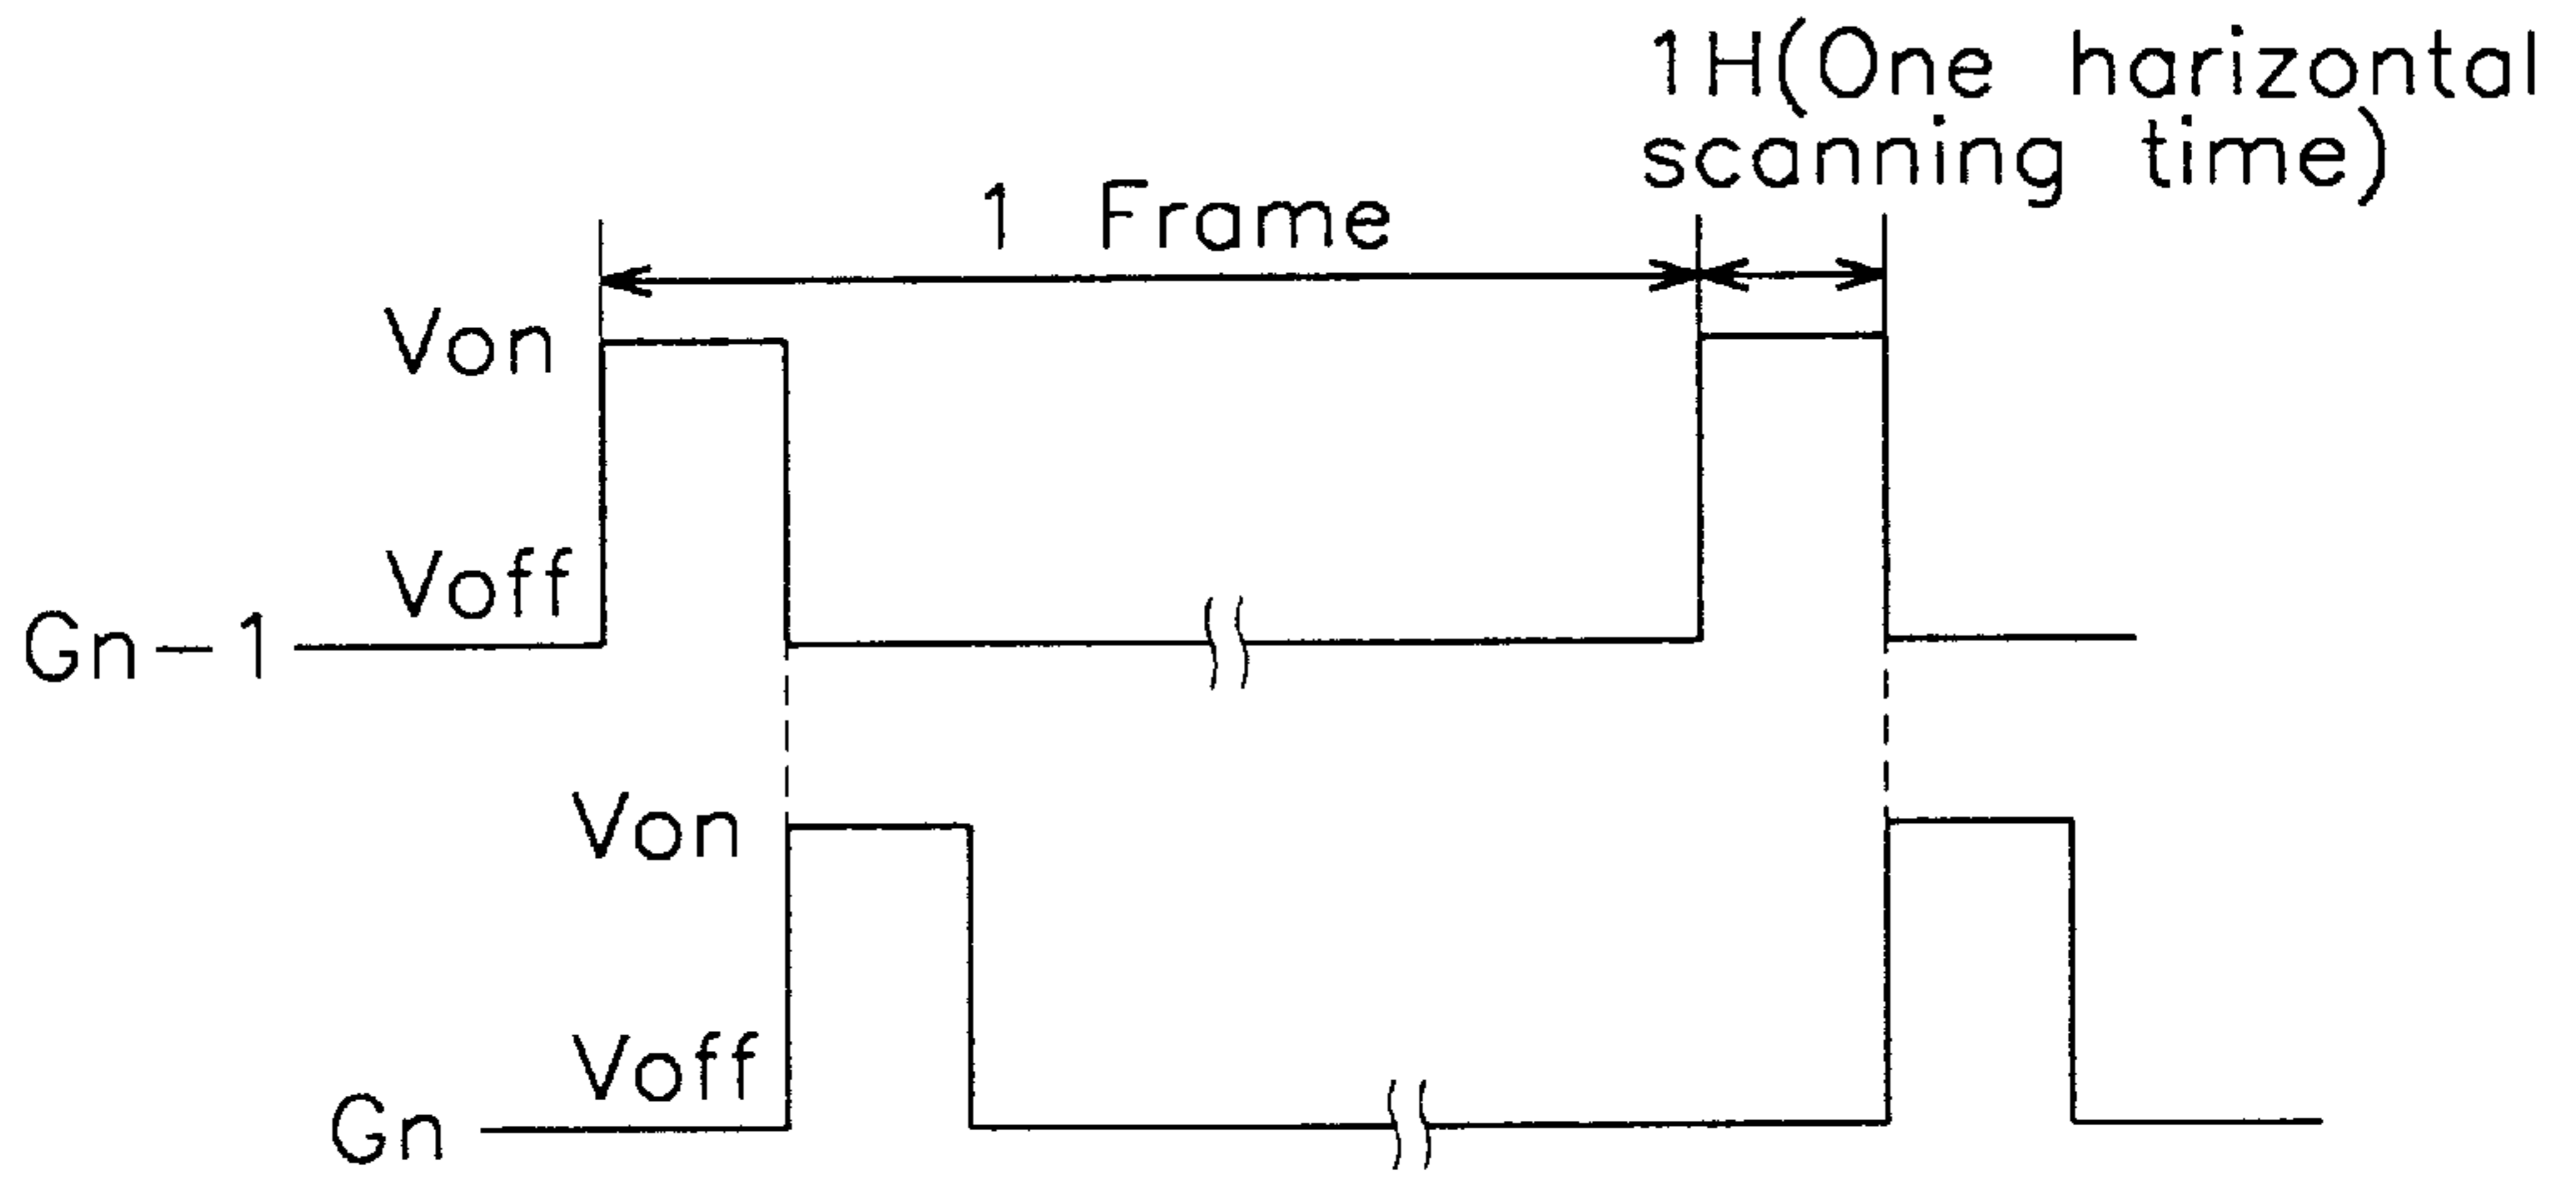 1H(One harizontal
scanning time)
1 Frame
Von
Voff
Gn-1
Von
Voff
Gn